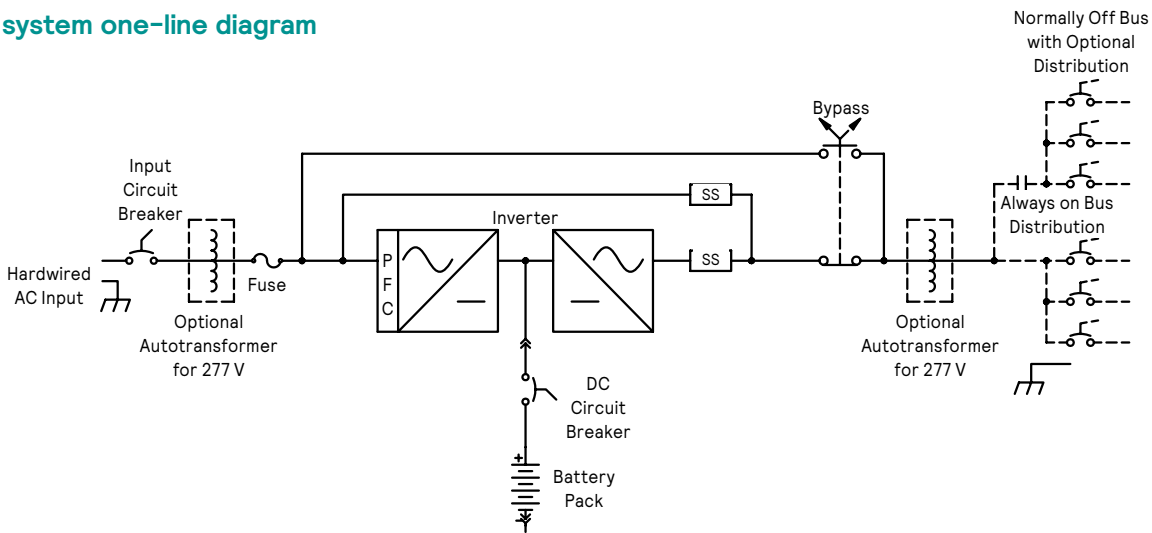 system one-line diagram
Normally Off Bus
with Optional
Distribution
Bypass
Input
Circuit
Breaker
SS
Always on Bus
Distribution
Inverter
Hardwired
AC Input
Fuse
P
F
C
SS
Optional
Autotransformer
for 277 V
Optional
Autotransformer
for 277 V
DC
Circuit
Breaker
+
Battery
Pack